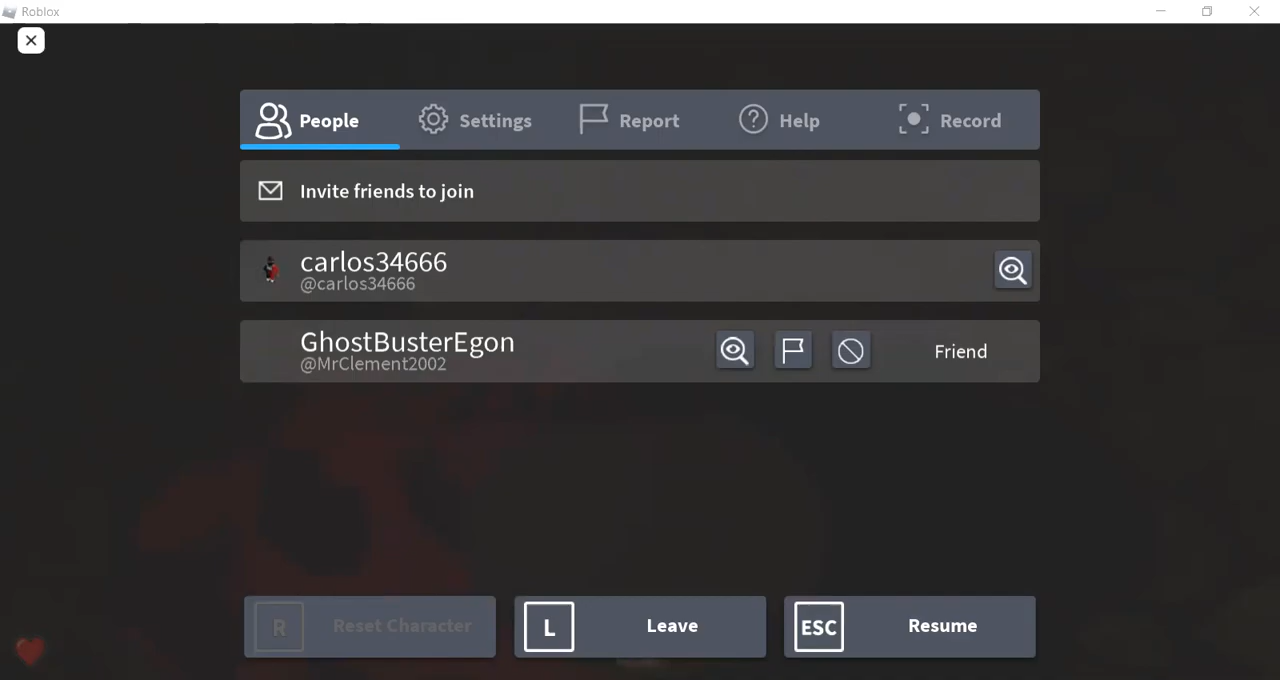 Roblox
People
Settings
Report
Help
Record
Invite friends to join
carlos34666
@carlos34666
GhostBusterEgon
@MrClement2002
Friend
R
Reset Character
L
Leave
ESC
Resume